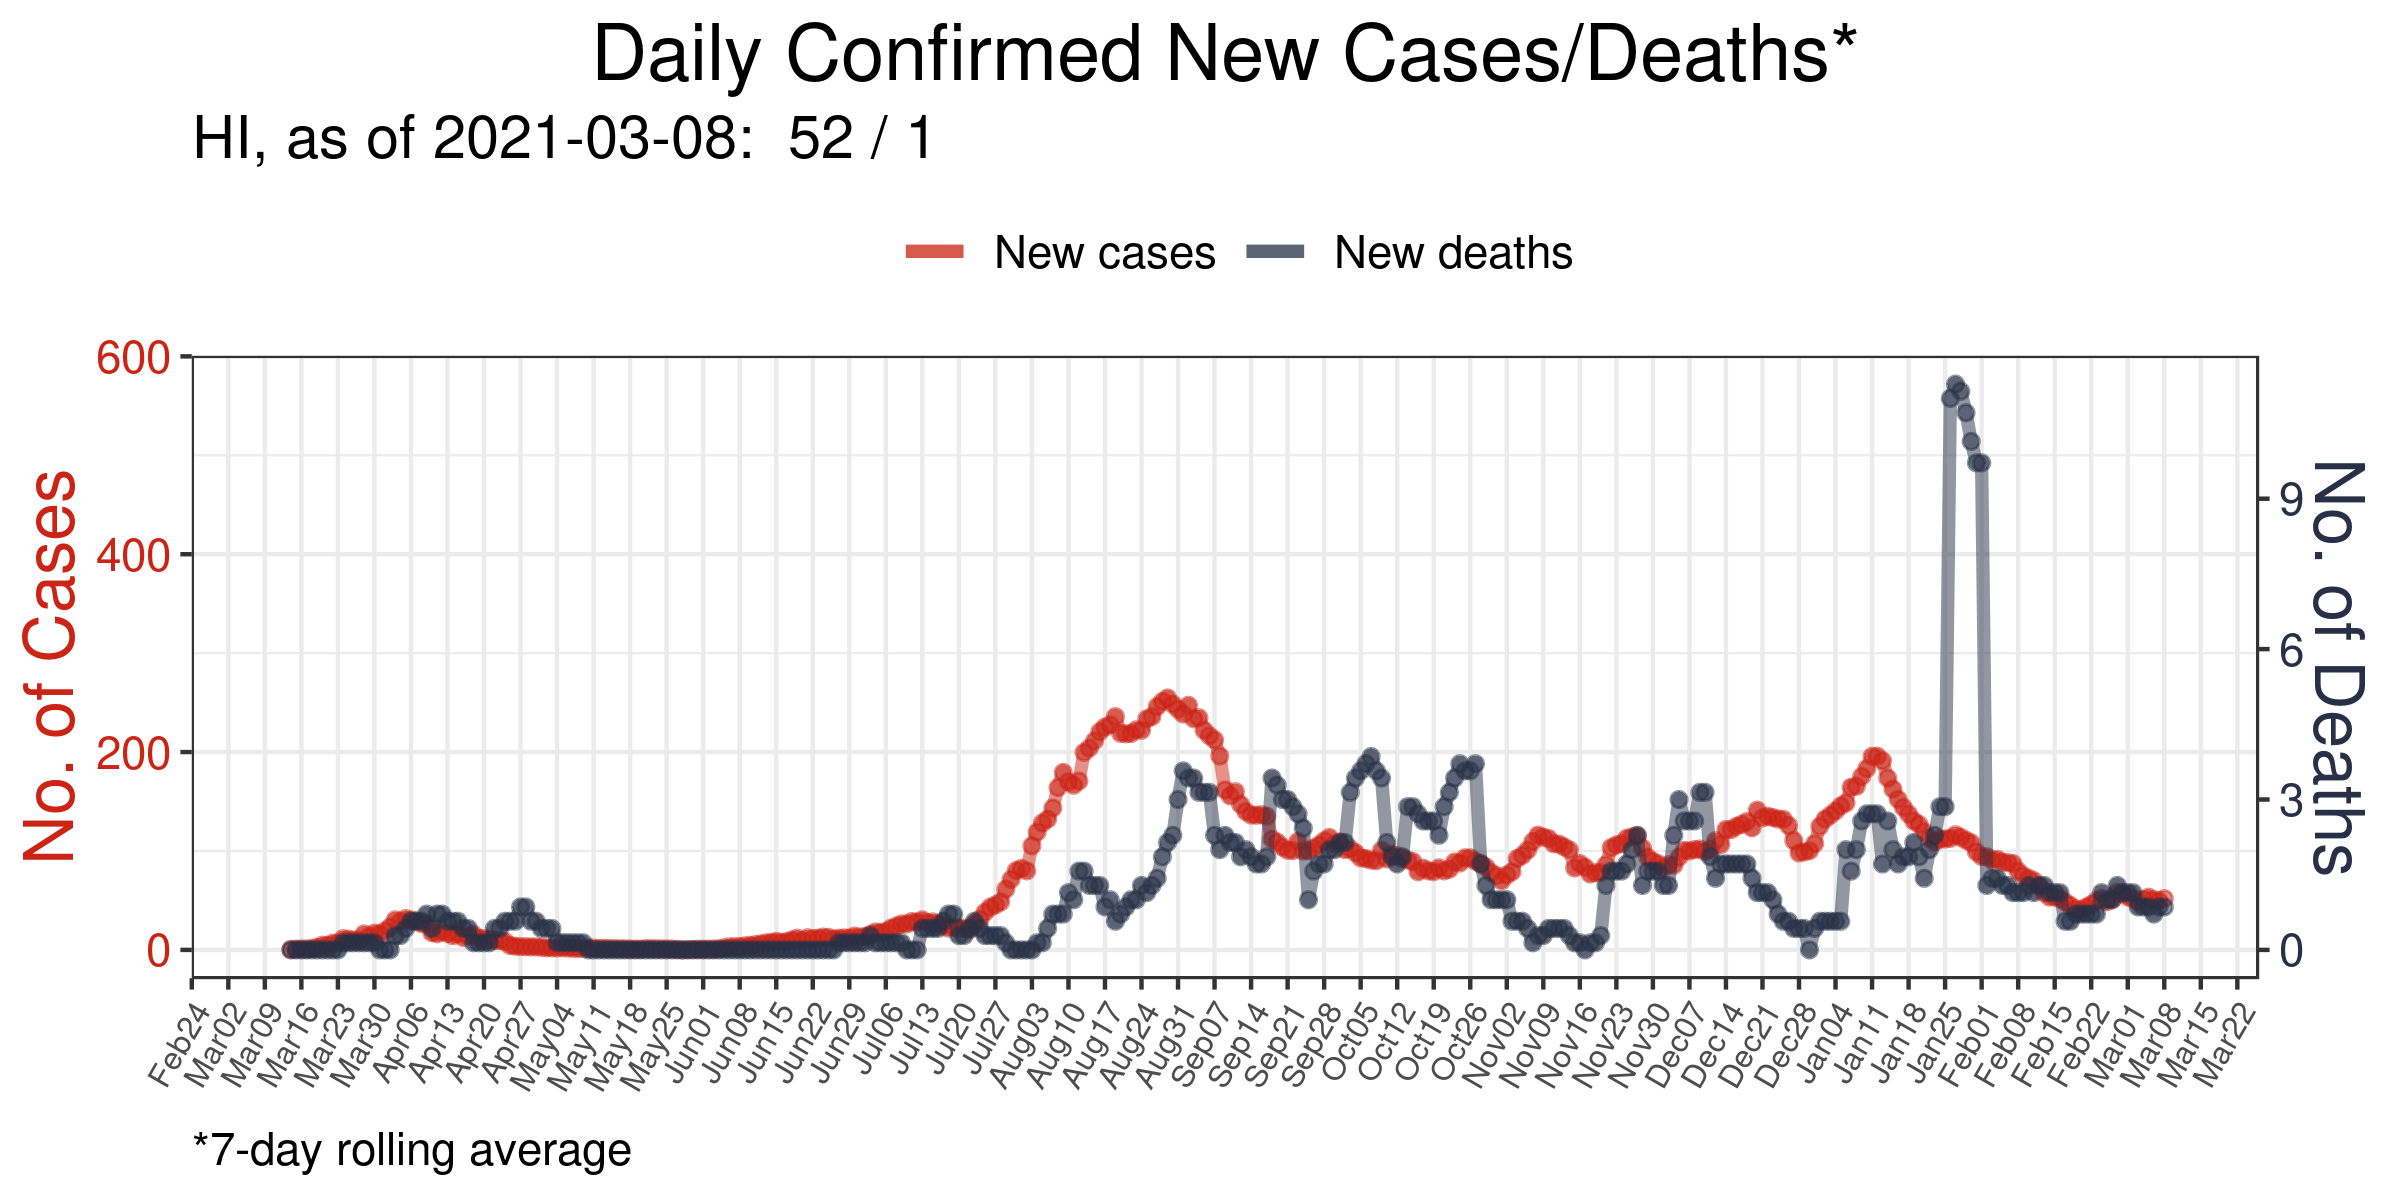 Daily Confirmed New Cases/Deaths*
HI, as of 2021-03-08:  52 / 1
New cases
New deaths
No. of Cases
600
400
200
0
No. of Deaths
9
6
3
0
Feb24
Mar02
Mar09
Mar16
Mar23
Mar30
Apr06
Apr13
Apr20
Apr27
May04
May11
May18
May25
Jun01
Jun08
Jun15
Jun22
Jun29
Jul06
Jul13
Jul20
Jul27
Aug03
Aug10
Aug17
Aug24
Aug31
Sep07
Sep14
Sep21
Sep28
Oct05
Oct12
Oct19
Oct26
Nov02
Nov09
Nov16
Nov23
Nov30
Dec07
Dec14
Dec21
Dec28
Jan04
Jan11
Jan18
Jan25
Feb01
Feb08
Feb15
Feb22
Mar01
Mar08
Mar15
Mar22
*7-day rolling average